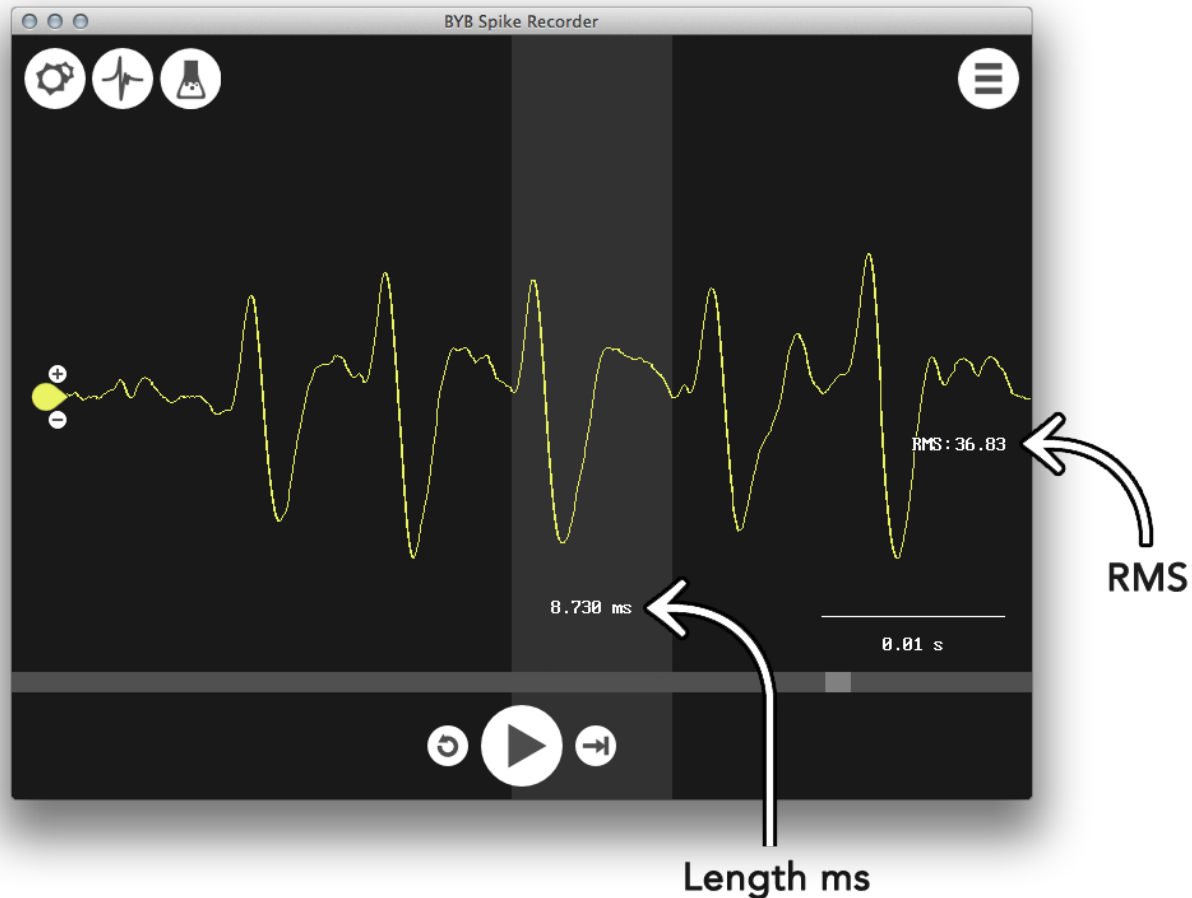 BYB Spike Recorder
RMS:36.83
RMS
8.730 ms
0.01 s
Length ms